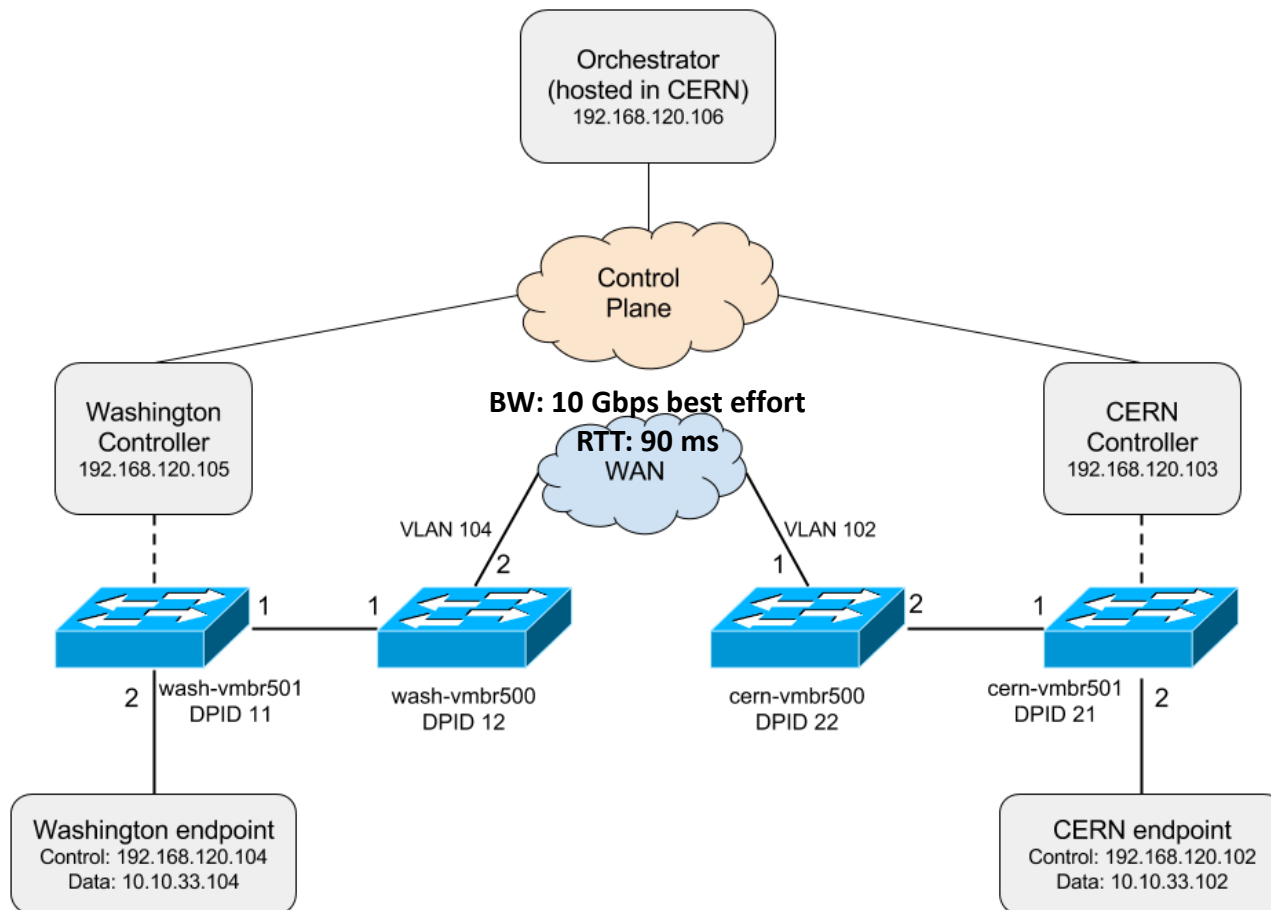 Orchestrator
(hosted in CERN)
192.168.120.106
Control
Plane
Washington
Controller
192.168.120.105
BW: 10 Gbps best effort
RTT: 90 ms
WAN
CERN
Controller
192.168.120.103
VLAN 104
VLAN 102
2
1
1
1
2
1
2
wash-vmbr501
DPID 11
wash-vmbr500
DPID 12
cern-vmbr500
DPID 22
cern-vmbr501
DPID 21
2
Washington endpoint
Control: 192.168.120.104
Data: 10.10.33.104
CERN endpoint
Control: 192.168.120.102
Data: 10.10.33.102